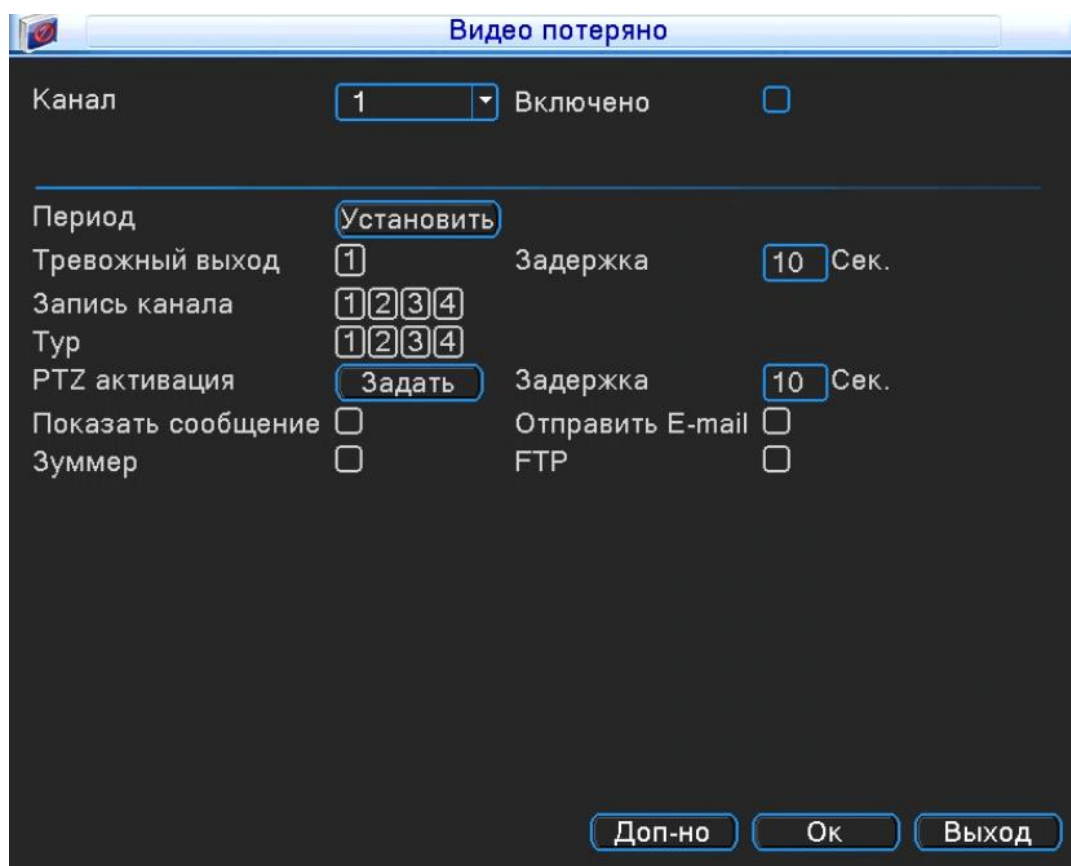 Видео потеряно
Канал 1 Включено
Период Установить
Тревожный выход 1 Задержка 10 Сек.
Запись канала 1 2 3 4
Тур 1 2 3 4
PTZ активация Задать Задержка 10 Сек.
Показать сообщение Отправить E-mail
Зуммер FTP
Доп-но Ок Выход